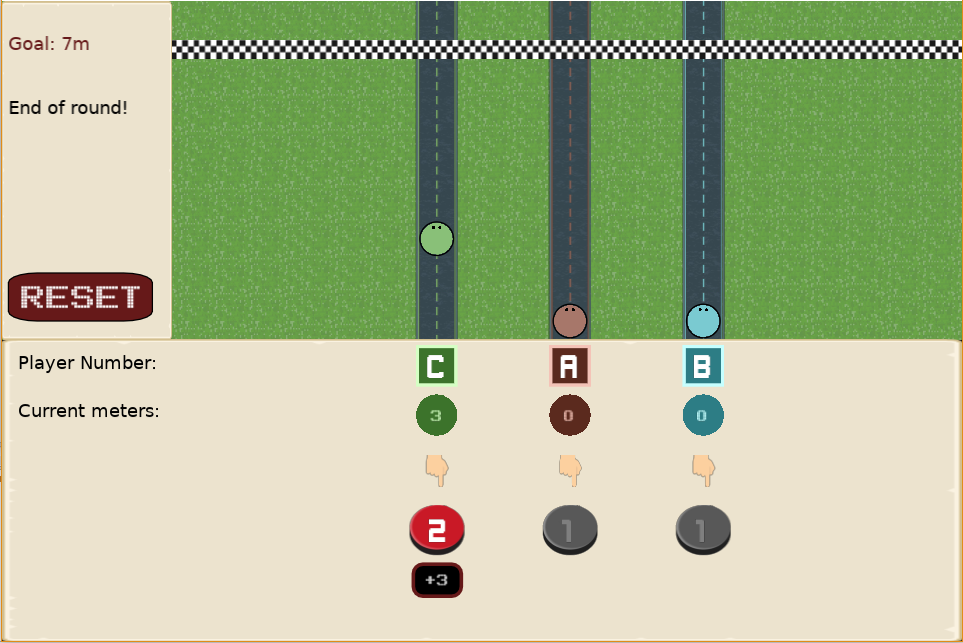 Goal: 7m
End of round!
RESET
Player Number:
C A B
Current meters:
3 0 0
2 1 1
+3